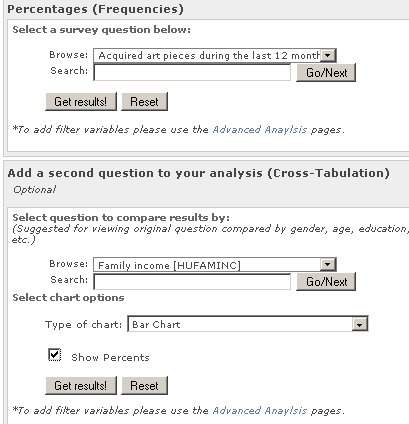 Percentages (Frequencies)
Select a survey question below:
Browse: Acquired art pieces during the last 12 month
Search: Go/Next
Get results! Reset
*To add filter variables please use the Advanced Anaylsis pages.
Add a second question to your analysis (Cross-Tabulation)
Optional
Select question to compare results by:
(Suggested for viewing original question compared by gender, age, education,
etc.)
Browse: Family income [HUFAMINC]
Search: Go/Next
Select chart options
Type of chart: Bar Chart
Show Percents
Get results! Reset
*To add filter variables please use the Advanced Anaylsis pages.